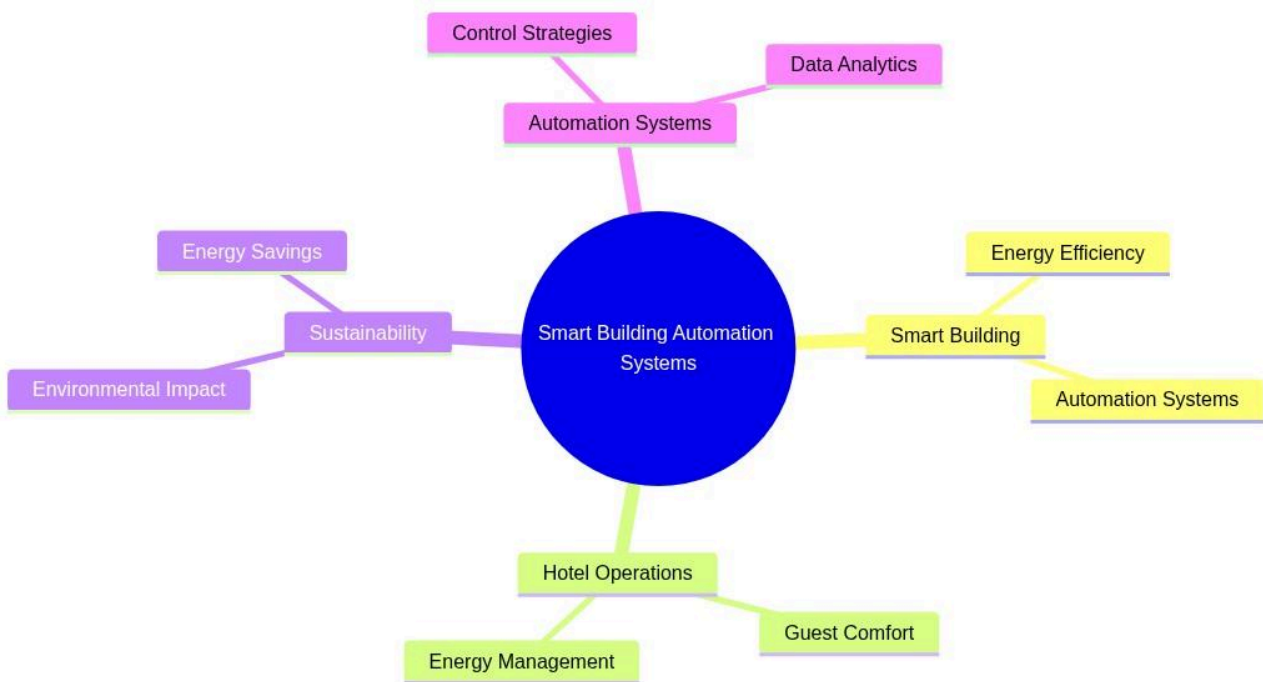 Control Strategies
Data Analytics
Automation Systems
Energy Savings
Energy Efficiency
Sustainability
Smart Building Automation
Systems
Smart Building
Environmental Impact
Automation Systems
Hotel Operations
Guest Comfort
Energy Management